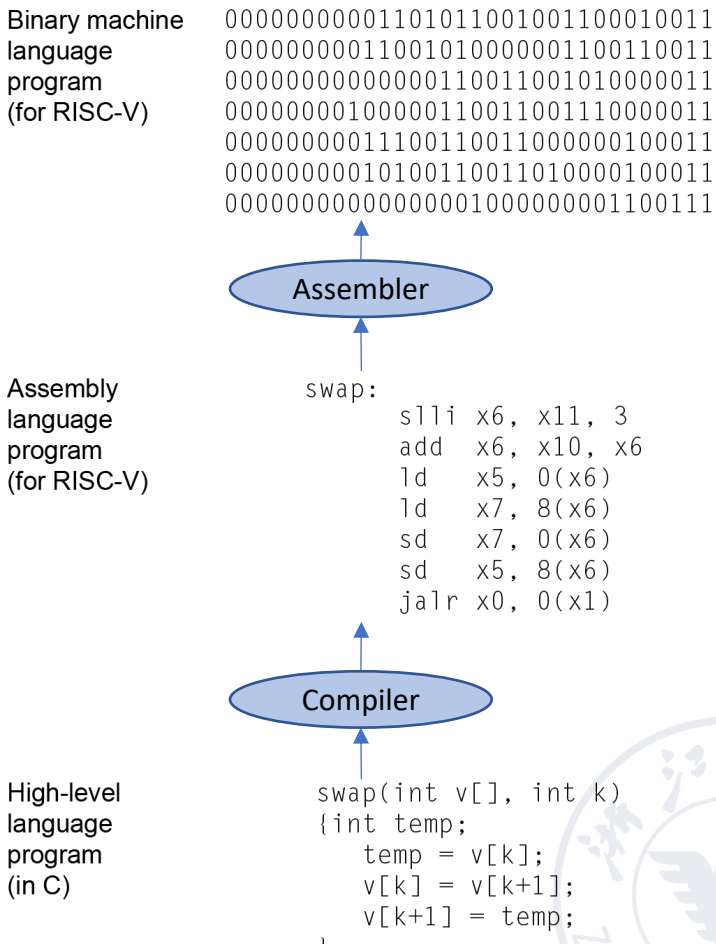 Binary machine
language
program
(for RISC-V)
00000000001101011001001100010011
00000000011001010000001100110011
00000000000000110011001010000011
00000000100000110011001110000011
00000000011100110011000000100011
00000000010100110011010000100011
00000000000000001000000001100111
Assembler
Assembly
language
program
(for RISC-V)
swap:
slli x6, x11, 3
add x6, x10, x6
ld x5, 0(x6)
ld x7, 8(x6)
sd x7, 0(x6)
sd x5, 8(x6)
jalr x0, 0(x1)
Compiler
High-level
language
program
(in C)
swap(int v[], int k)
{int temp;
temp = v[k];
v[k] = v[k+1];
v[k+1] = temp;
}